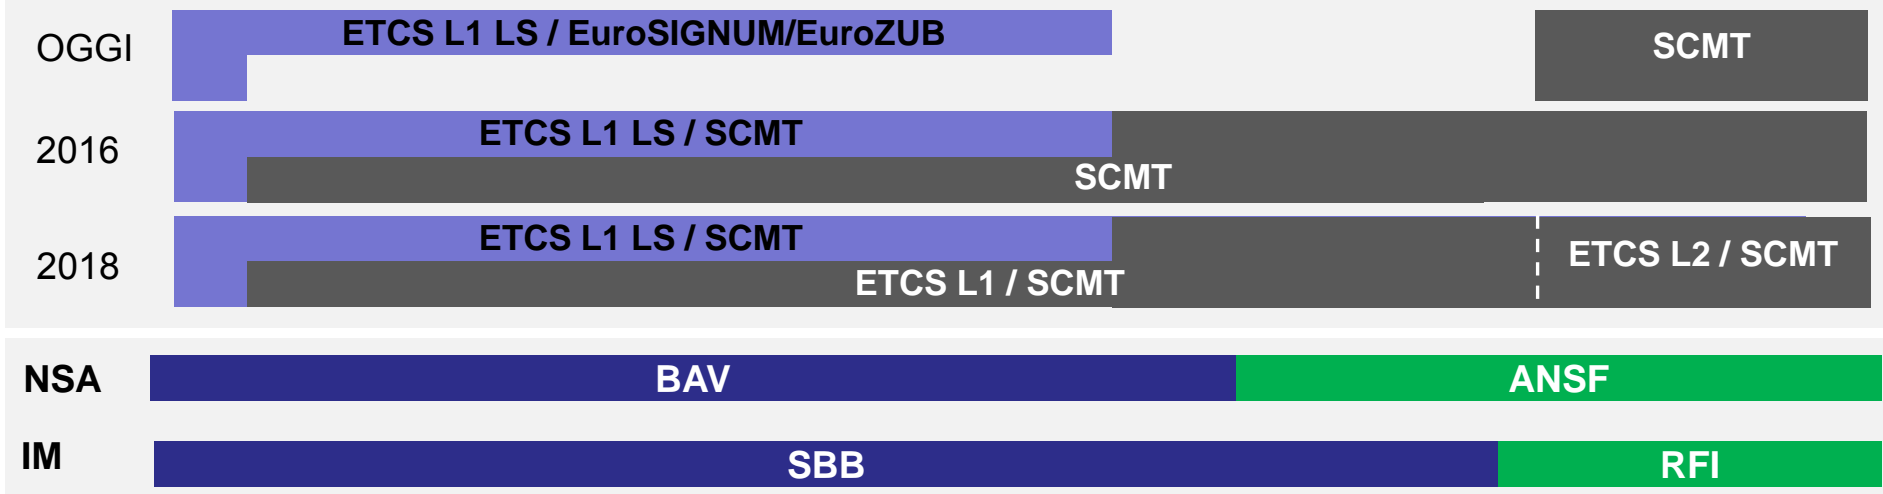 OGGI
ETCS L1 LS / EuroSIGNUM/EuroZUB
SCMT
2016
ETCS L1 LS / SCMT
SCMT
2018
ETCS L1 LS / SCMT
ETCS L1 / SCMT
ETCS L2 / SCMT
NSA
BAV
ANSF
IM
SBB
RFI